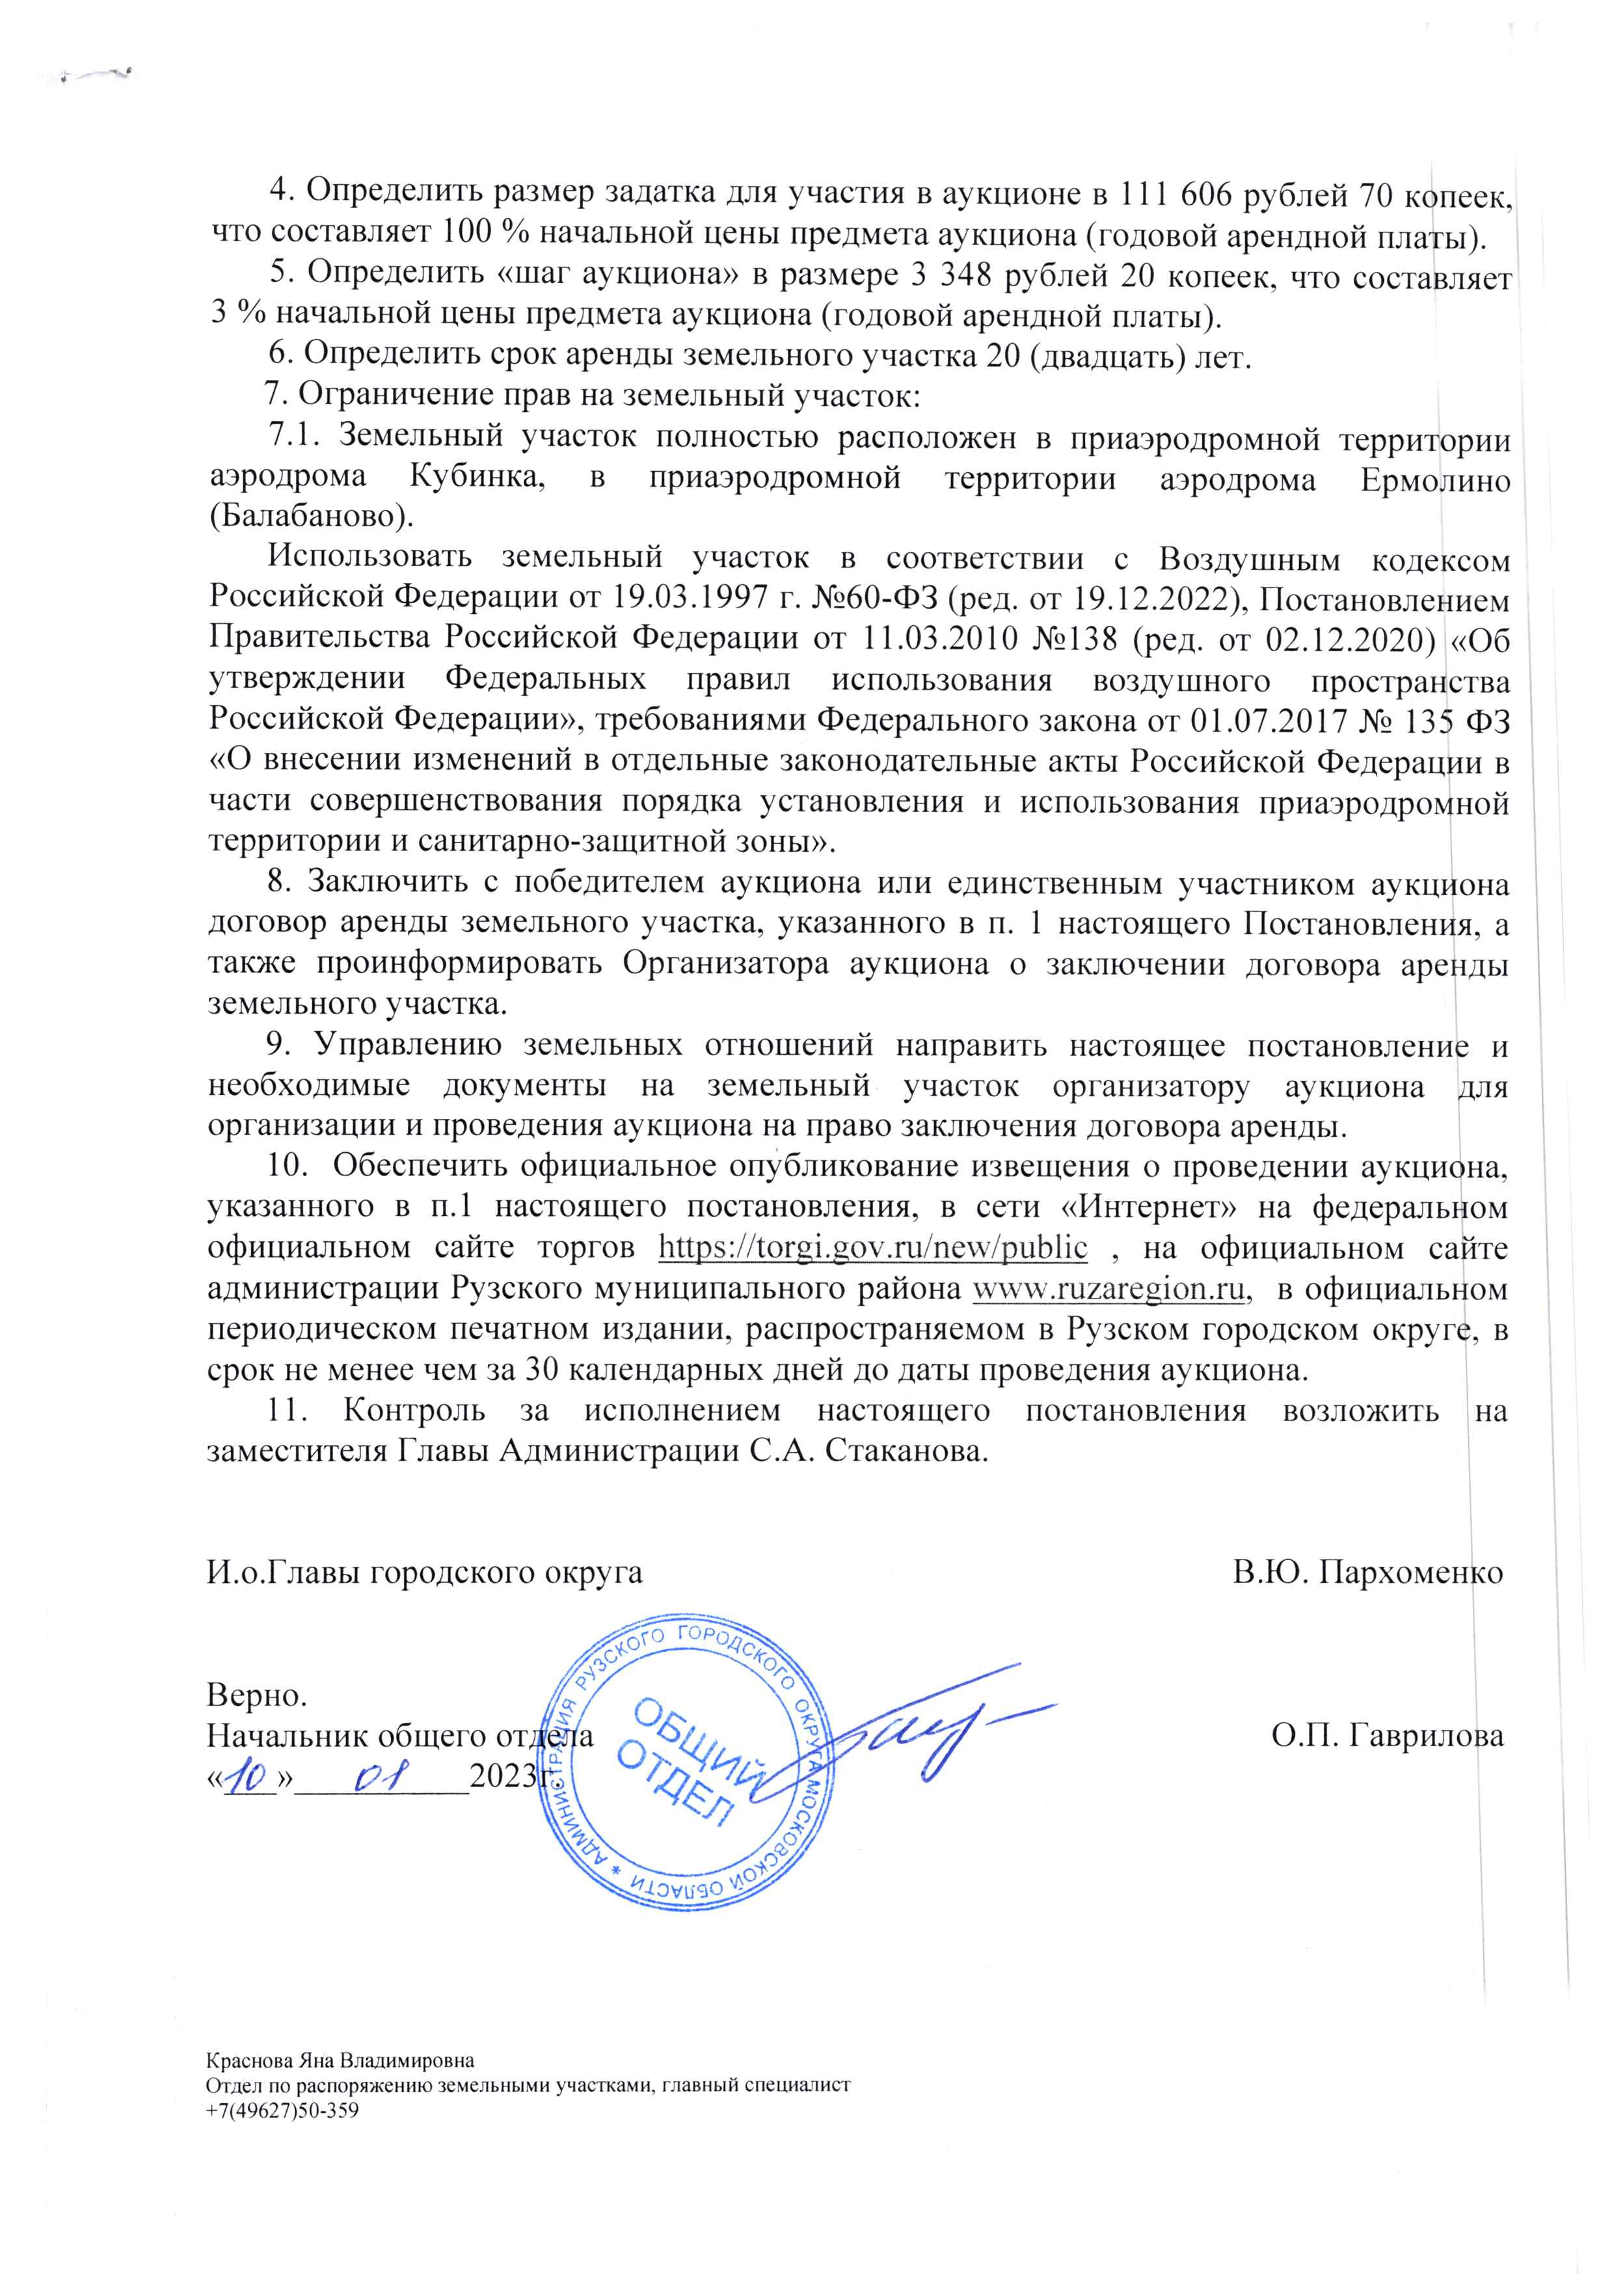 4. Определить размер задатка для участия в аукционе в 111 606 рублей 70 копеек,
что составляет 100 % начальной цены предмета аукциона (годовой арендной платы).
5. Определить «шаг аукциона» в размере 3 348 рублей 20 копеек, что составляет
3 % начальной цены предмета аукциона (годовой арендной платы).
6. Определить срок аренды земельного участка 20 (двадцать) лет.
7. Ограничение прав на земельный участок:
7.1. Земельный участок полностью расположен в приаэродромной территории
аэродрома Кубинка, в приаэродромной территории аэродрома Ермолино
(Балабаново).
Использовать земельный участок в соответствии с Воздушным кодексом
Российской Федерации от 19.03.1997 г. №60-ФЗ (ред. от 19.12.2022), Постановлением
Правительства Российской Федерации от 11.03.2010 №138 (ред. от 02.12.2020) «Об
утверждении Федеральных правил использования воздушного пространства
Российской Федерации», требованиями Федерального закона от 01.07.2017 № 135 ФЗ
«О внесении изменений в отдельные законодательные акты Российской Федерации в
части совершенствования порядка установления и использования приаэродромной
территории и санитарно-защитной зоны».
8. Заключить с победителем аукциона или единственным участником аукциона
договор аренды земельного участка, указанного в п. 1 настоящего Постановления, а
также проинформировать Организатора аукциона о заключении договора аренды
земельного участка.
9. Управлению земельных отношений направить настоящее постановление и
необходимые документы на земельный участок организатору аукциона для
организации и проведения аукциона на право заключения договора аренды.
10. Обеспечить официальное опубликование извещения о проведении аукциона,
указанного в п.1 настоящего постановления, в сети «Интернет» на федеральном
официальном сайте торгов https://torgi.gov.ru/new/public , на официальном сайте
администрации Рузского муниципального района www.ruzaregion.ru, в официальном
периодическом печатном издании, распространяемом в Рузском городском округе, в
срок не менее чем за 30 календарных дней до даты проведения аукциона.
11. Контроль за исполнением настоящего постановления возложить на
заместителя Главы Администрации С.А. Стаканова.
И.о.Главы городского округа В.Ю. Пархоменко
Верно.
Начальник общего отдела О.П. Гаврилова
«10» 01 2023г.
АДМИНИСТРАЦИЯ РУЗСКОГО ГОРОДСКОГО ОКРУГА МОСКОВСКОЙ ОБЛАСТИ *
ОБЩИЙ
ОТДЕЛ
Краснова Яна Владимировна
Отдел по распоряжению земельными участками, главный специалист
+7(49627)50-359